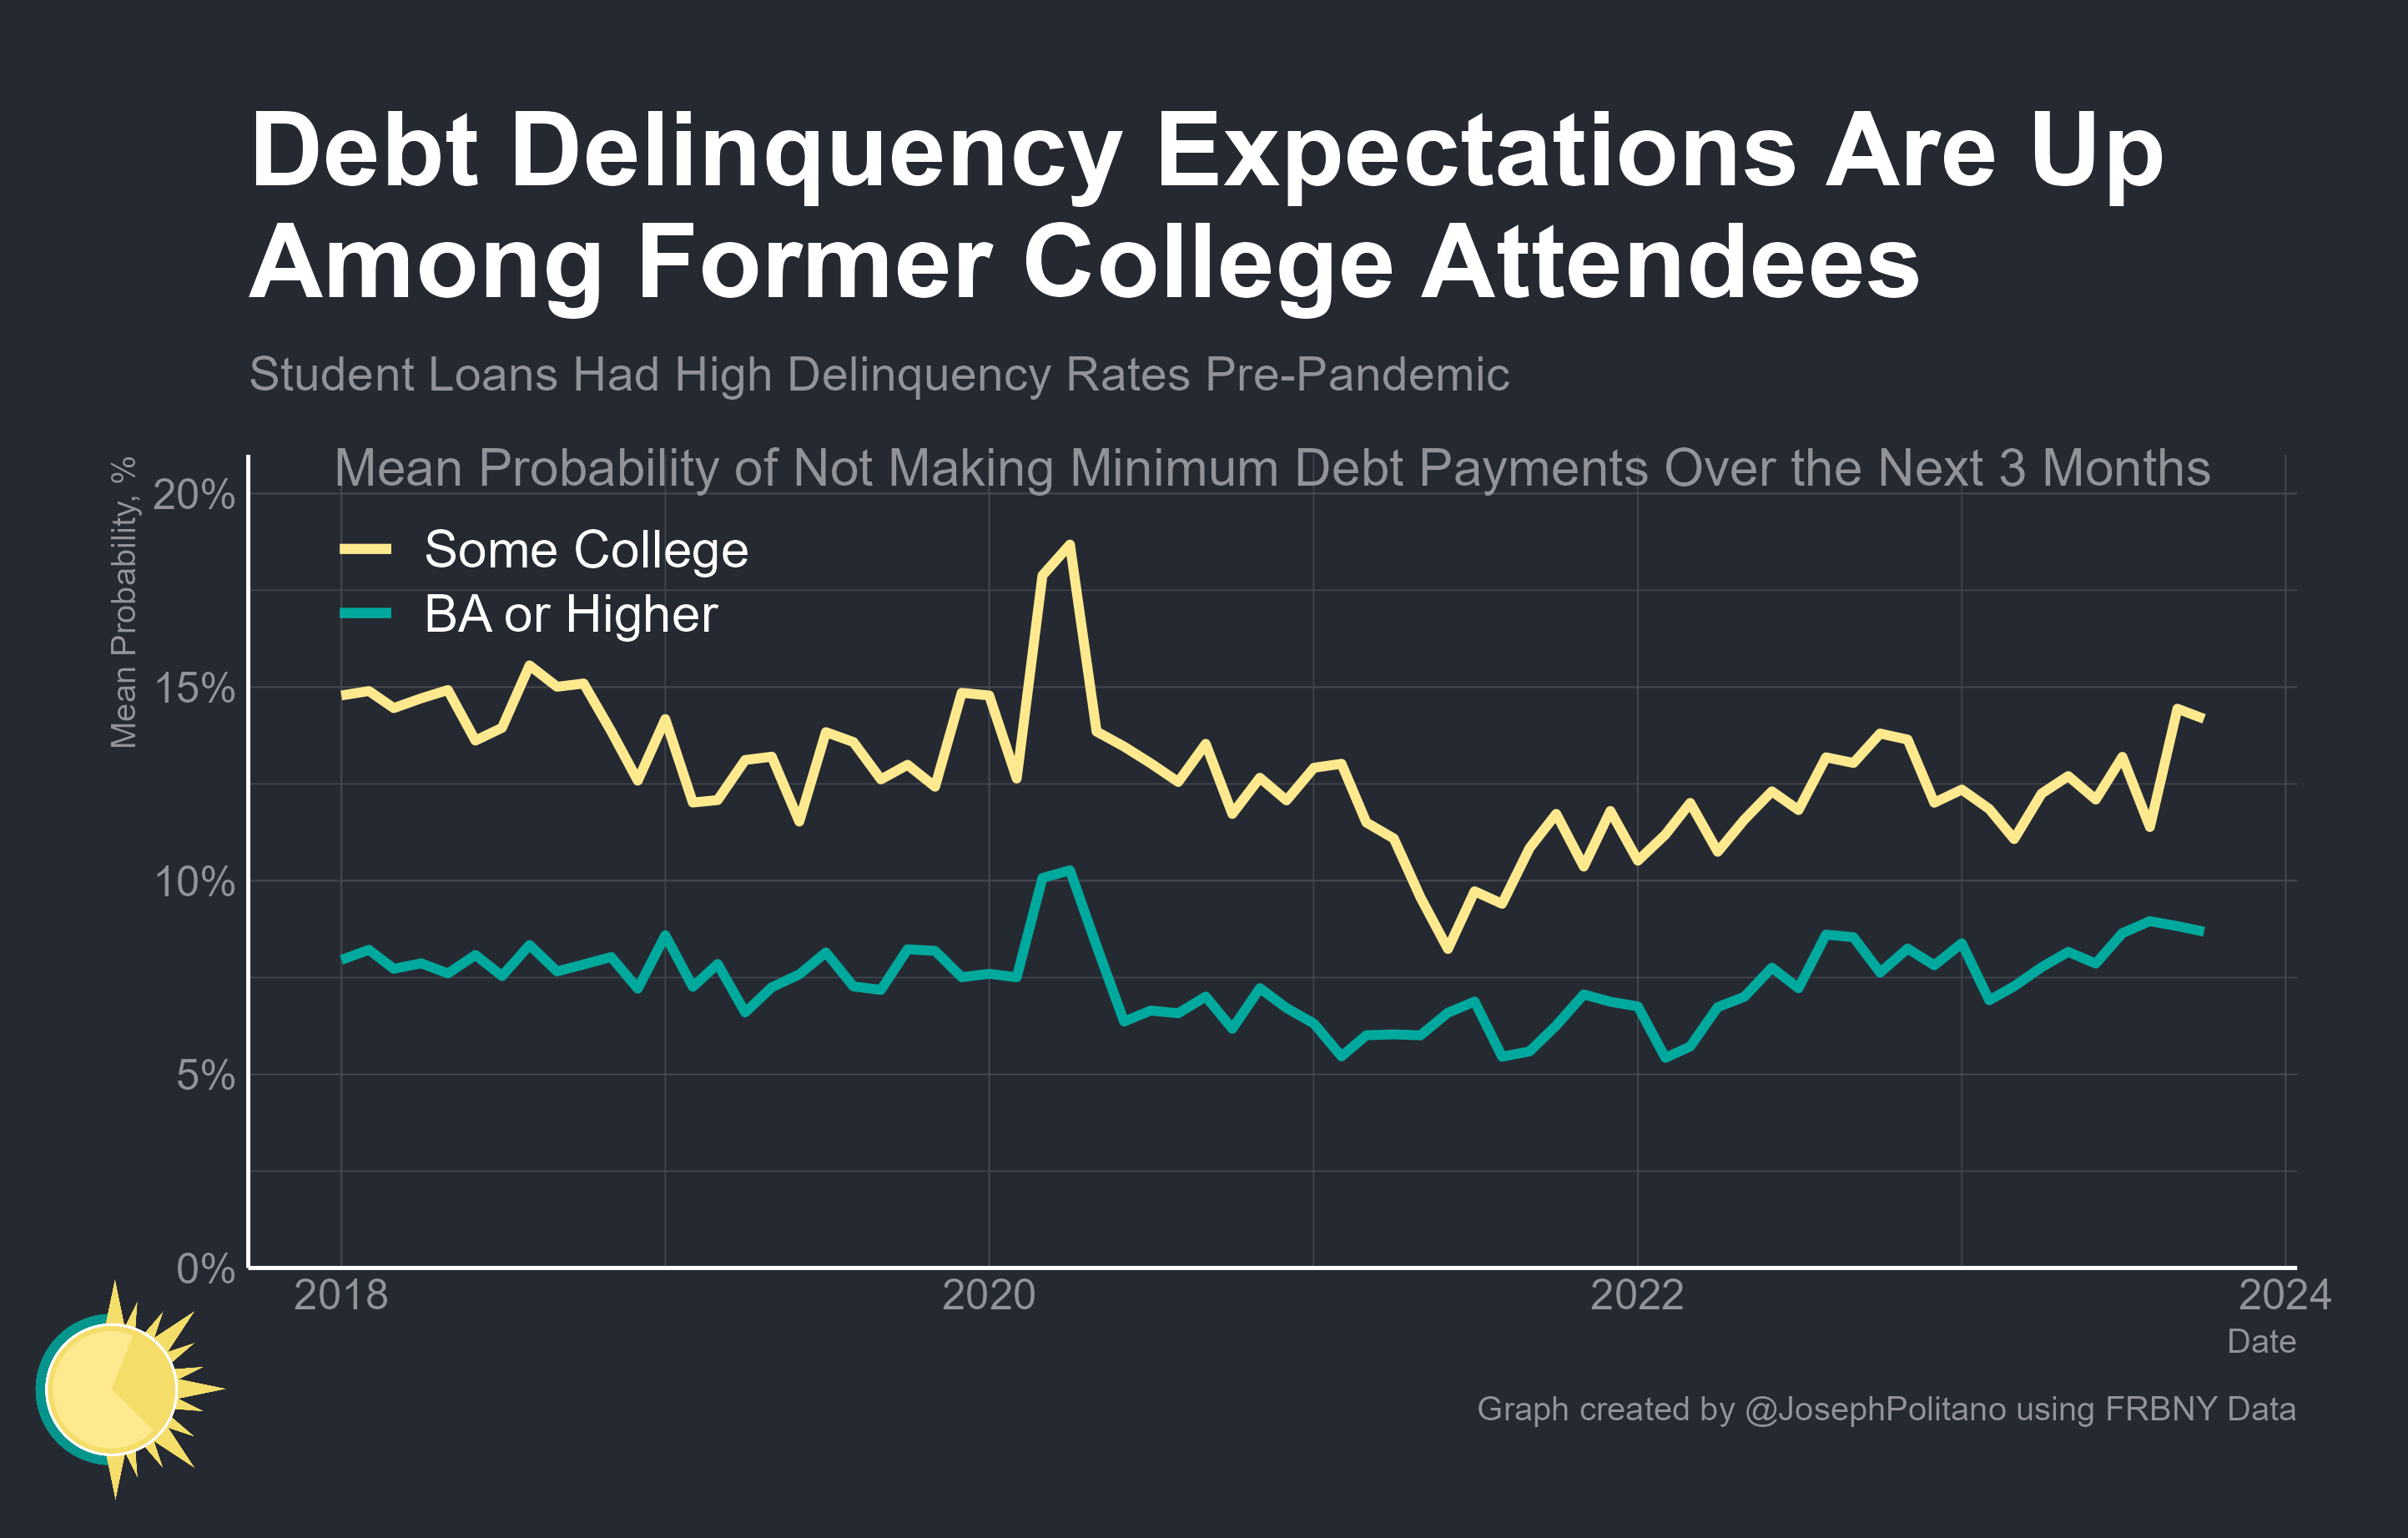 Debt Delinquency Expectations Are Up
Among Former College Attendees
Student Loans Had High Delinquency Rates Pre-Pandemic
Mean Probability of Not Making Minimum Debt Payments Over the Next 3 Months
Mean Probability, %
20%
Some College
BA or Higher
15%
10%
5%
0%
2018
2020
2022
2024
Date
Graph created by @JosephPolitano using FRBNY Data